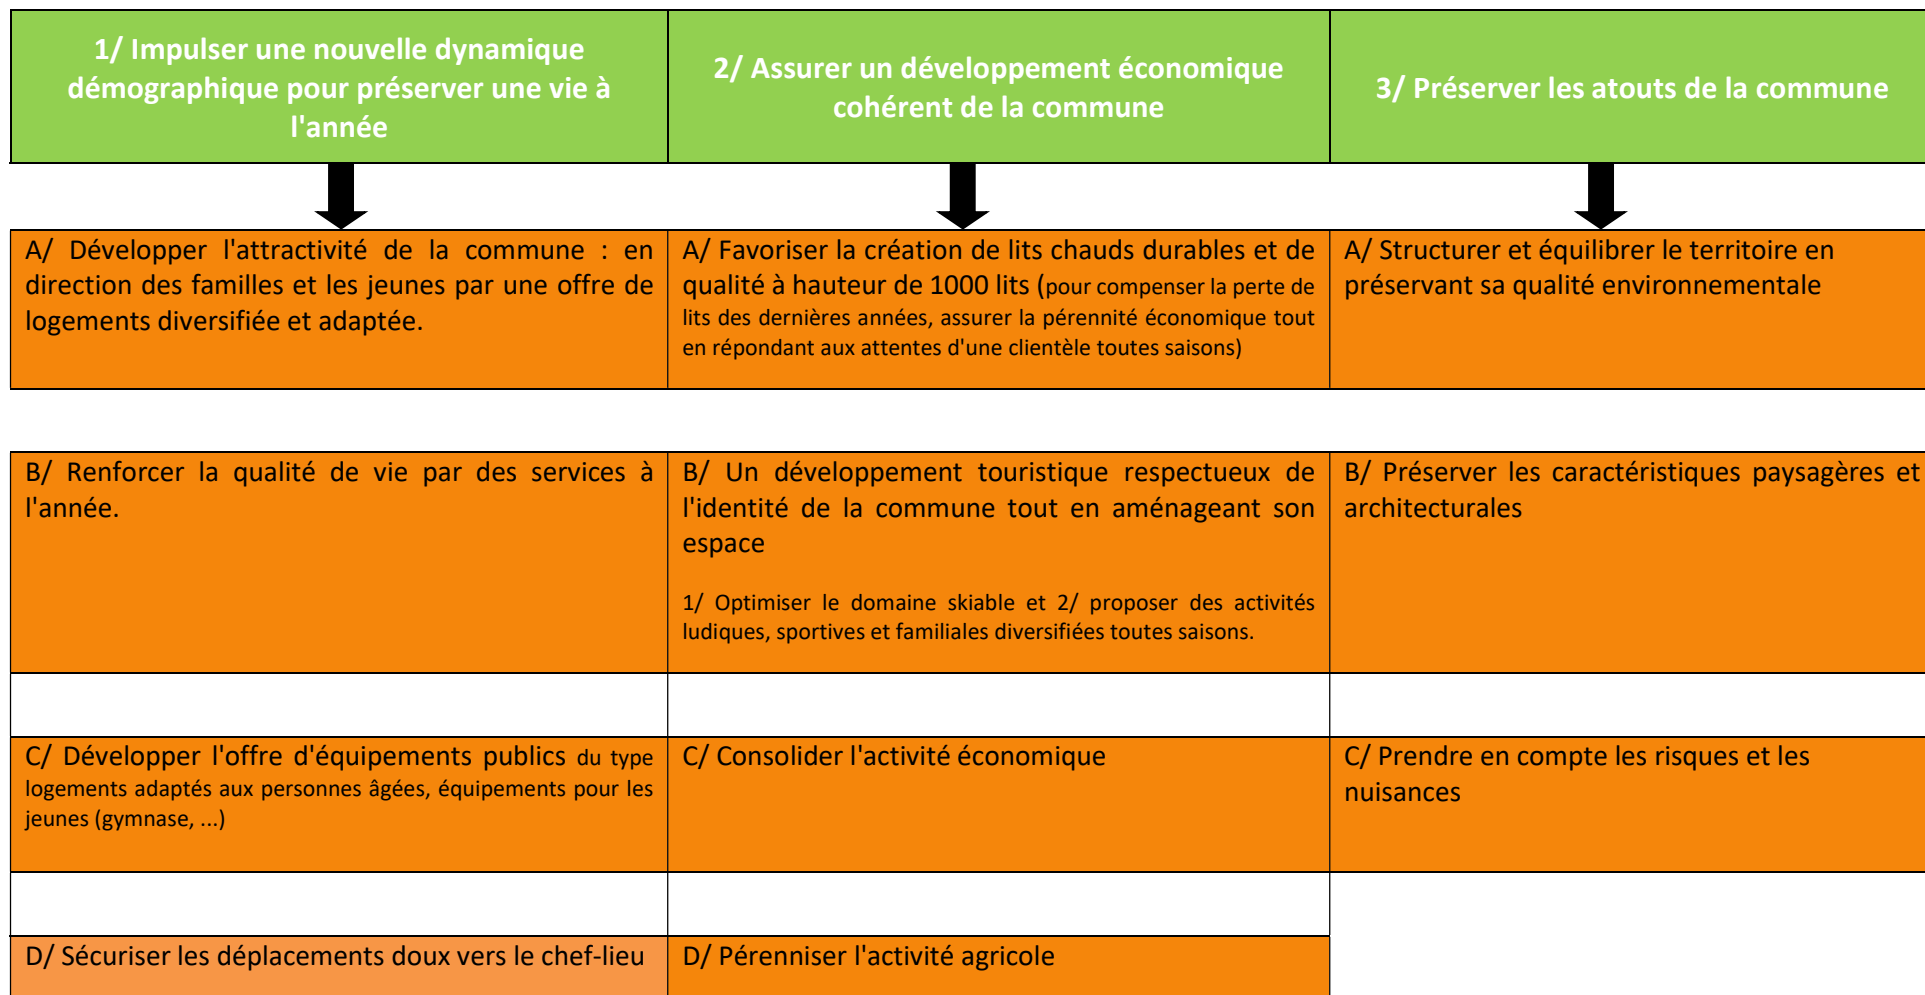 1/ Impulser une nouvelle dynamique
démographique pour préserver une vie à
l'année
2/ Assurer un développement économique
cohérent de la commune
3/ Préserver les atouts de la commune
A/ Développer l'attractivité de la commune : en
direction des familles et les jeunes par une offre de
logements diversifiée et adaptée.
A/ Favoriser la création de lits chauds durables et de
qualité à hauteur de 1000 lits (pour compenser la perte de
lits des dernières années, assurer la pérennité économique tout
en répondant aux attentes d'une clientèle toutes saisons)
A/ Structurer et équilibrer le territoire en
préservant sa qualité environnementale
B/ Renforcer la qualité de vie par des services à
l'année.
B/ Un développement touristique respectueux de
l'identité de la commune tout en aménageant son
espace
1/ Optimiser le domaine skiable et 2/ proposer des activités
ludiques, sportives et familiales diversifiées toutes saisons.
B/ Préserver les caractéristiques paysagères et
architecturales
C/ Développer l'offre d'équipements publics du type
logements adaptés aux personnes âgées, équipements pour les
jeunes (gymnase, ...)
C/ Consolider l'activité économique
C/ Prendre en compte les risques et les
nuisances
D/ Sécuriser les déplacements doux vers le chef-lieu
D/ Pérenniser l'activité agricole